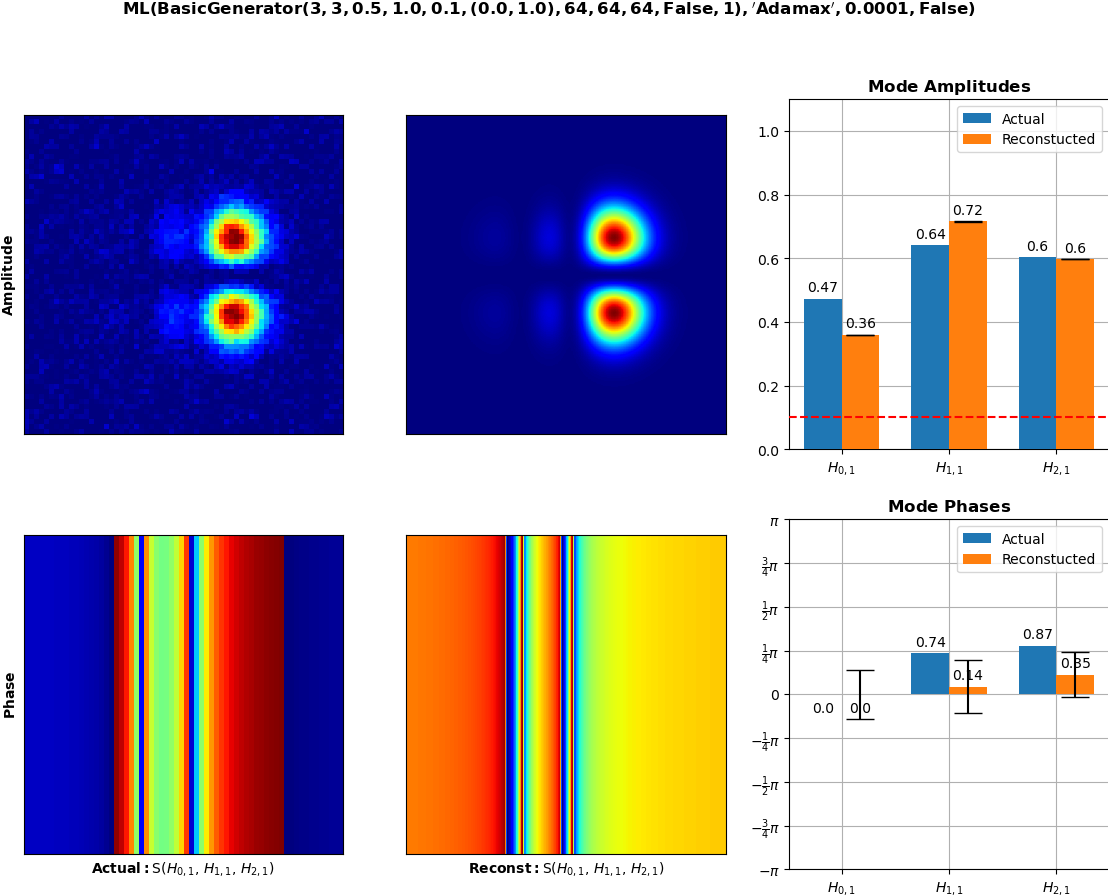 ML(BasicGenerator(3, 3, 0.5, 1.0, 0.1, (0.0, 1.0), 64, 64, 64, False, 1), ′Adamax′, 0.0001, False)
Amplitude
Mode Amplitudes
Actual
Reconstucted
1.0
0.8
0.6
0.4
0.2
0.0
0.47
0.36
0.64
0.72
0.6
0.6
H0,1
H1,1
H2,1
Phase
Actual: S(H0,1, H1,1, H2,1)
Reconst: S(H0,1, H1,1, H2,1)
Mode Phases
Actual
Reconstucted
π
3/4π
1/2π
1/4π
0
−1/4π
−1/2π
−3/4π
−π
0.0
0.0
0.74
0.14
0.87
0.35
H0,1
H1,1
H2,1